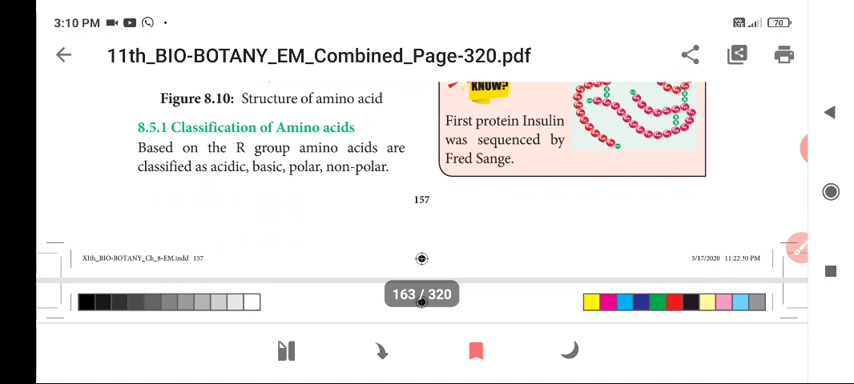 3:10 PM
70
11th_BIO-BOTANY_EM_Combined_Page-320.pdf
Figure 8.10: Structure of amino acid
8.5.1 Classification of Amino acids
Based on the R group amino acids are
classified as acidic, basic, polar, non-polar.
KNOW?
First protein Insulin
was sequenced by
Fred Sange.
157
XIth_BIO-BOTANY_Ch_8-EM.indd 157
5/17/2020 11:22:30 PM
163 / 320